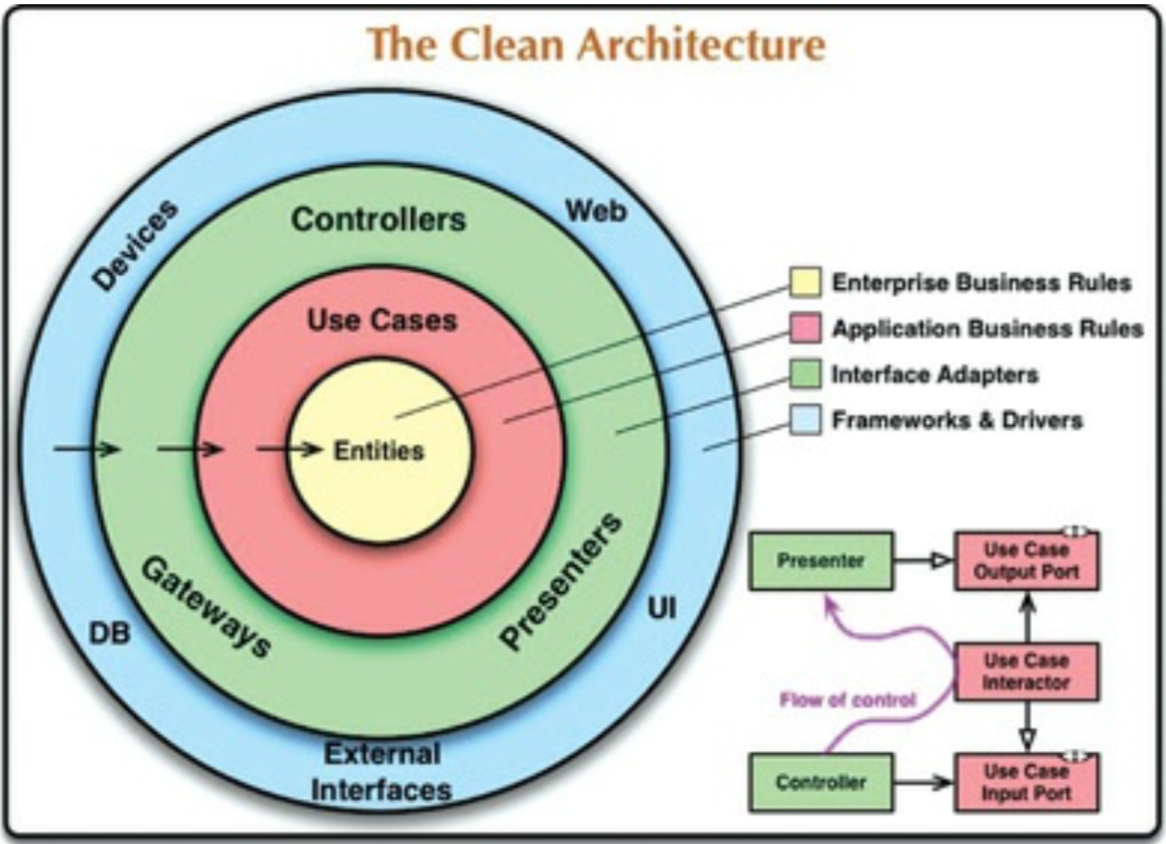 The Clean Architecture
Devices
Web
Controllers
Use Cases
Entities
Gateways
Presenters
DB
UI
External
Interfaces
Enterprise Business Rules
Application Business Rules
Interface Adapters
Frameworks & Drivers
Presenter
Use Case
Output Port
Use Case
Interactor
Flow of control
Controller
Use Case
Input Port